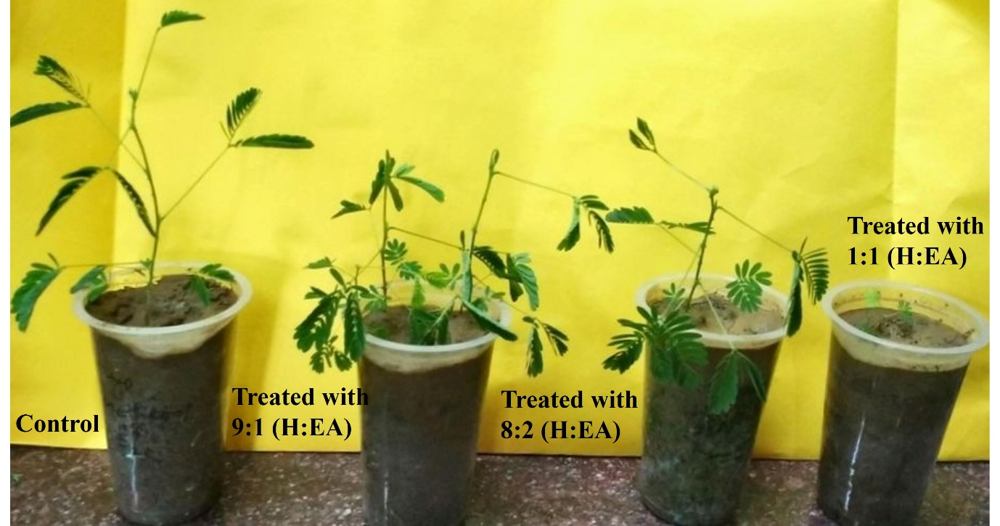 Control
Treated with
9:1 (H:EA)
Treated with
8:2 (H:EA)
Treated with
1:1 (H:EA)